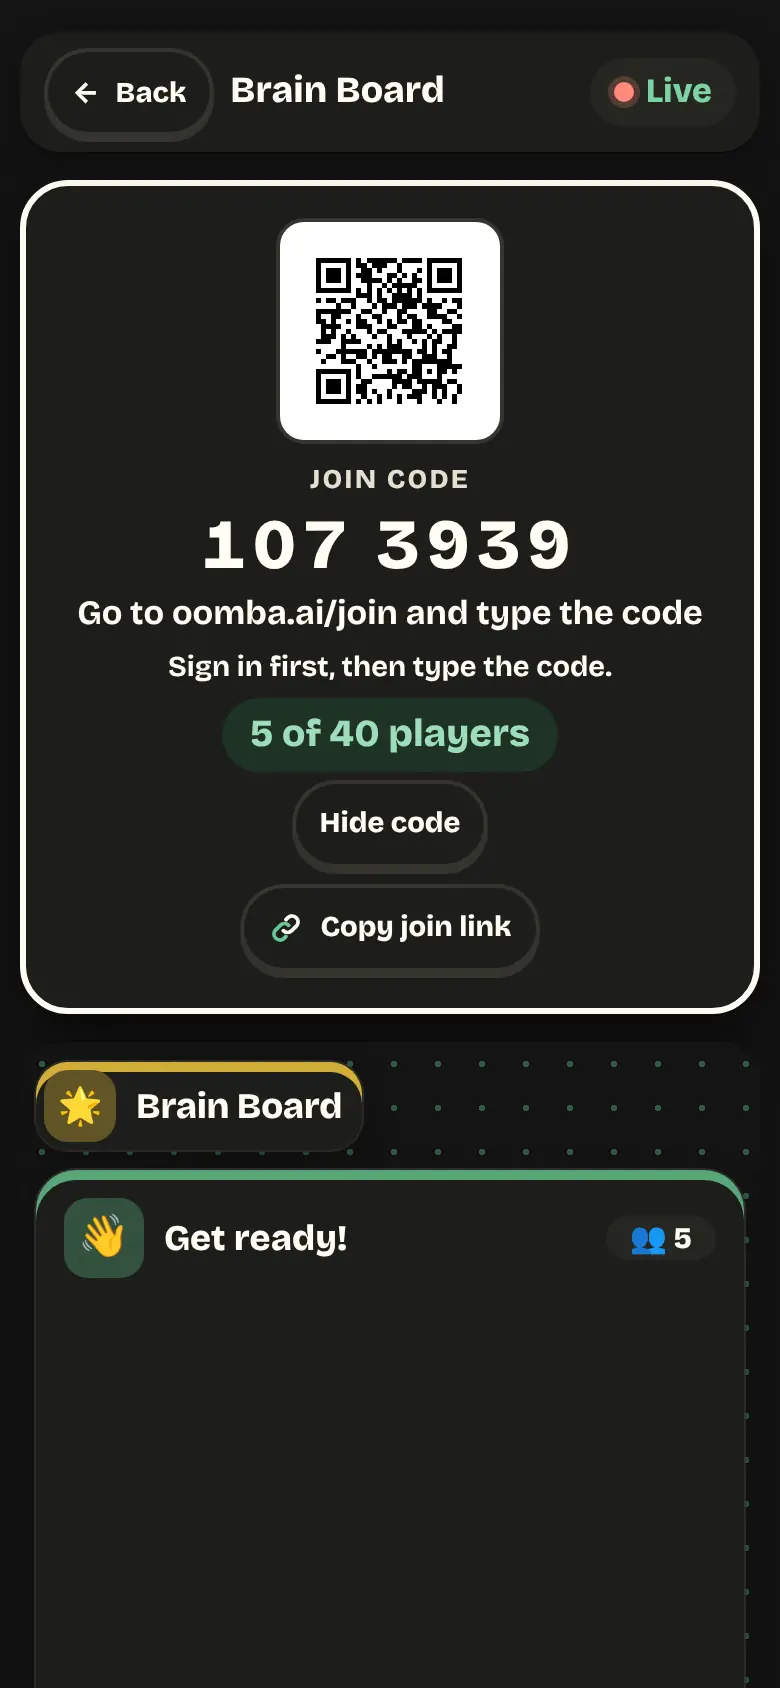 Back
Brain Board
Live
JOIN CODE
107 3939
Go to oomba.ai/join and type the code
Sign in first, then type the code.
5 of 40 players
Hide code
Copy join link
Brain Board
Get ready!
5